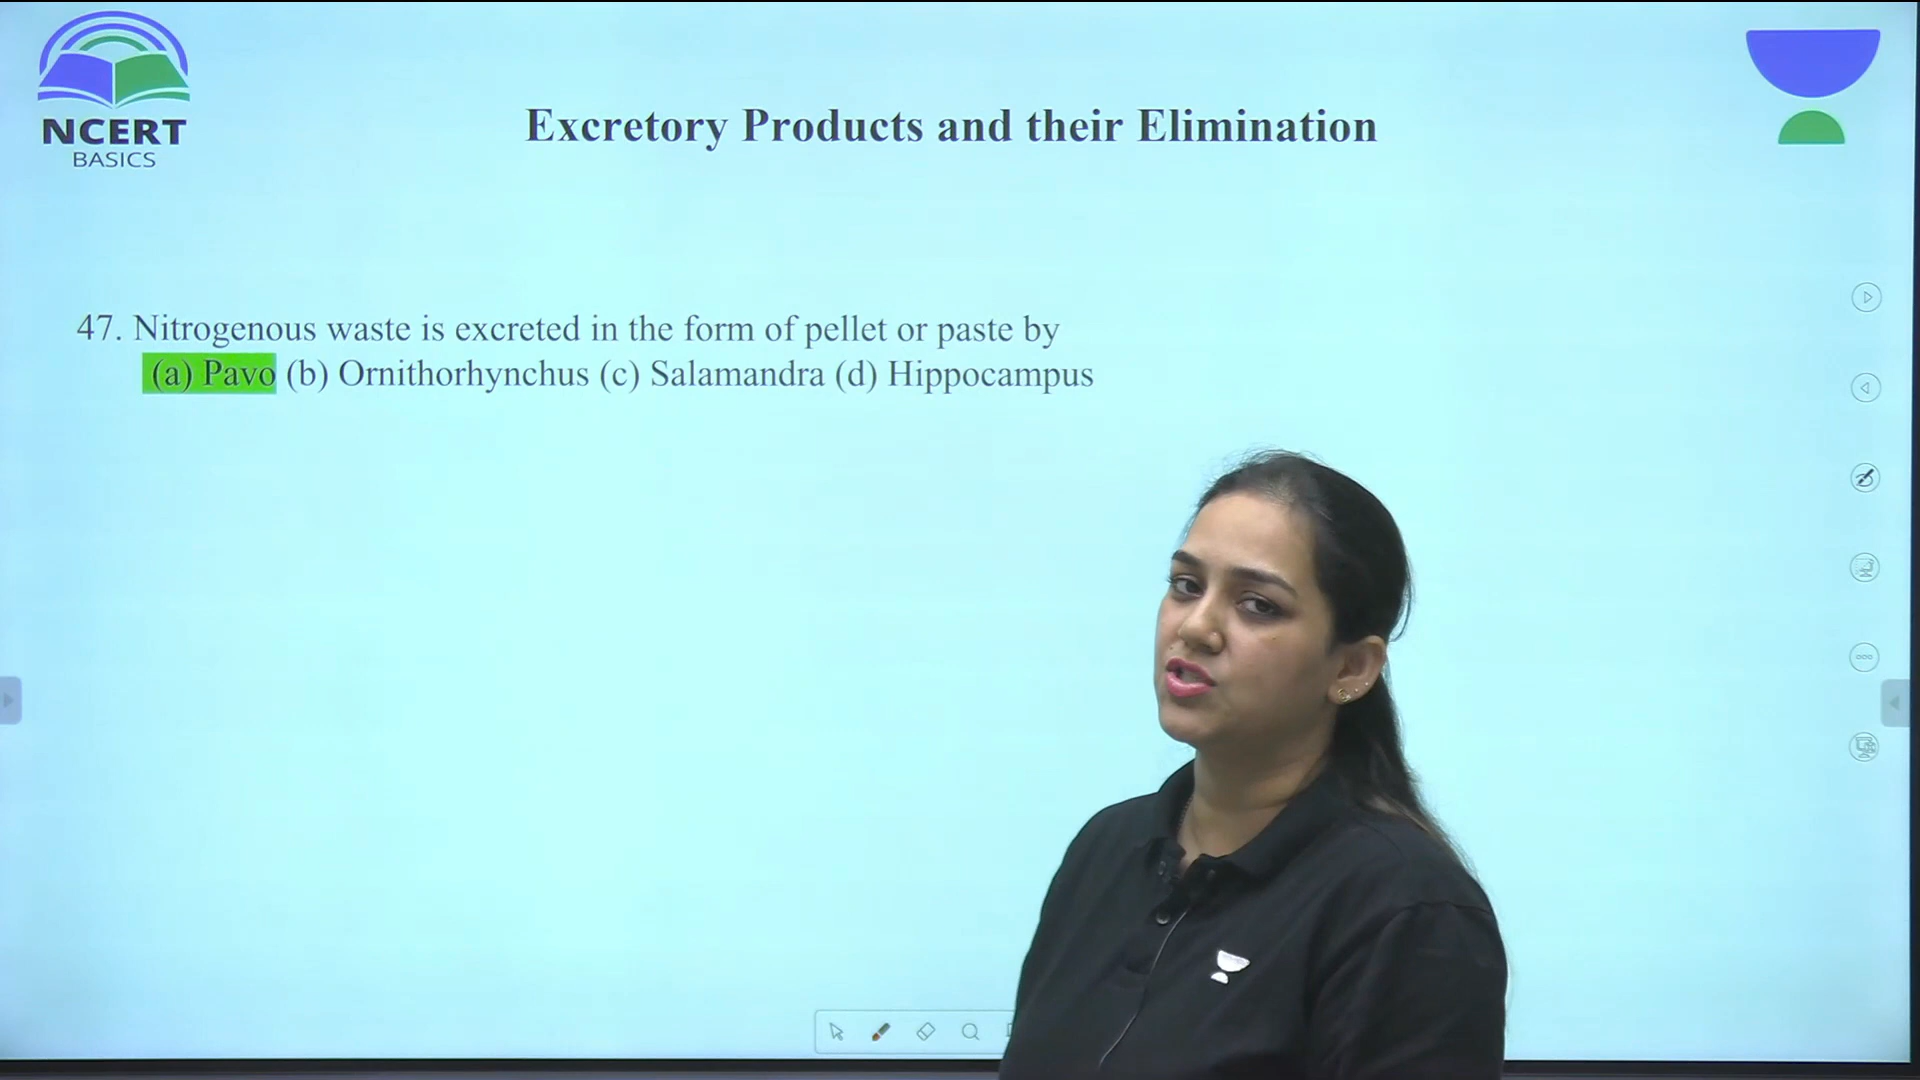 NCERT
BASICS
Excretory Products and their Elimination
47. Nitrogenous waste is excreted in the form of pellet or paste by
(a) Pavo (b) Ornithorhynchus (c) Salamandra (d) Hippocampus